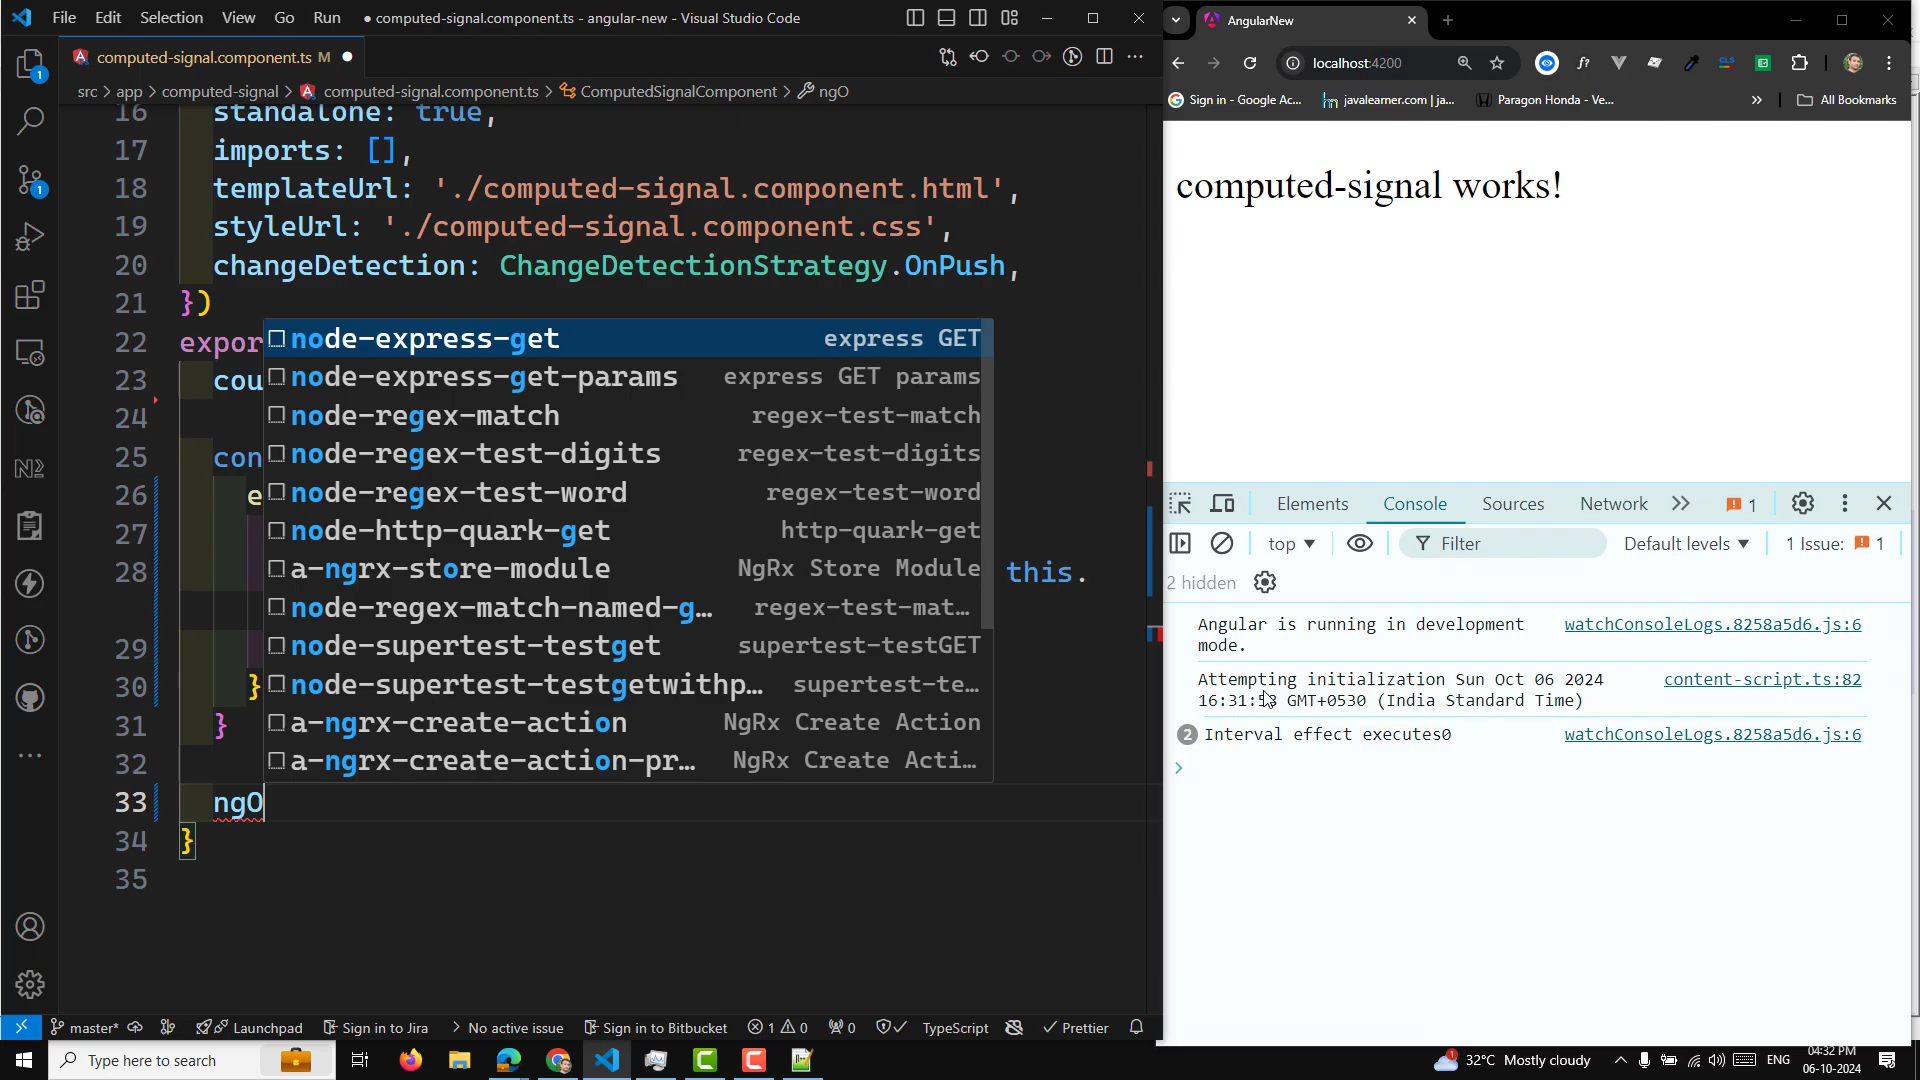 File Edit Selection View Go Run
● computed-signal.component.ts - angular-new - Visual Studio Code
computed-signal.component.ts M ●
src > app > computed-signal > computed-signal.component.ts > ComputedSignalComponent > ngO
16 standalone: true,
17 imports: [],
18 templateUrl: './computed-signal.component.html',
19 styleUrl: './computed-signal.component.css',
20 changeDetection: ChangeDetectionStrategy.OnPush,
21 })
22 expor
23 cou
24
25 con
26 e
27
28 this.
29
30 }
31 }
32
33 ngO
34 }
35
node-express-get express GET
node-express-get-params express GET params
node-regex-match regex-test-match
node-regex-test-digits regex-test-digits
node-regex-test-word regex-test-word
node-http-quark-get http-quark-get
a-ngrx-store-module NgRx Store Module
node-regex-match-named-g… regex-test-mat…
node-supertest-testget supertest-testGET
node-supertest-testgetwithp… supertest-te…
a-ngrx-create-action NgRx Create Action
a-ngrx-create-action-pr… NgRx Create Acti…
master* Launchpad Sign in to Jira > No active issue Sign in to Bitbucket 1 0 0 TypeScript Prettier
AngularNew
localhost:4200
Sign in - Google Ac... javalearner.com | ja... Paragon Honda - Ve... » All Bookmarks
computed-signal works!
Elements Console Sources Network 1
top ▼ Filter Default levels ▼ 1 Issue: 1
2 hidden
Angular is running in development watchConsoleLogs.8258a5d6.js:6
mode.
Attempting initialization Sun Oct 06 2024 content-script.ts:82
GMT+0530 (India Standard Time)
2 Interval effect executes0 watchConsoleLogs.8258a5d6.js:6
>
Type here to search
32°C Mostly cloudy ENG
04:32 PM
06-10-2024